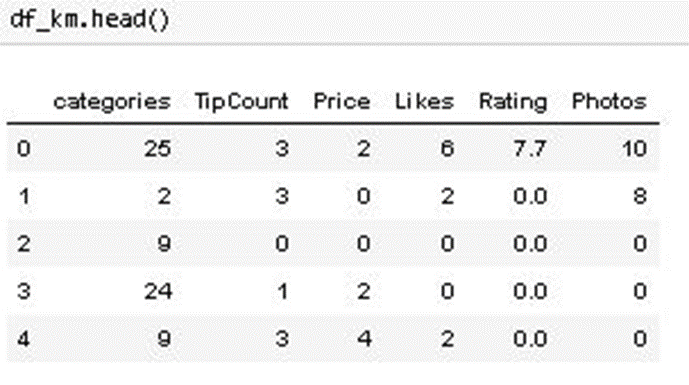 df_km.head()
categories TipCount Price Likes Rating Photos
0 25 3 2 6 7.7 10
1 2 3 0 2 0.0 8
2 9 0 0 0 0.0 0
3 24 1 2 0 0.0 0
4 9 3 4 2 0.0 0